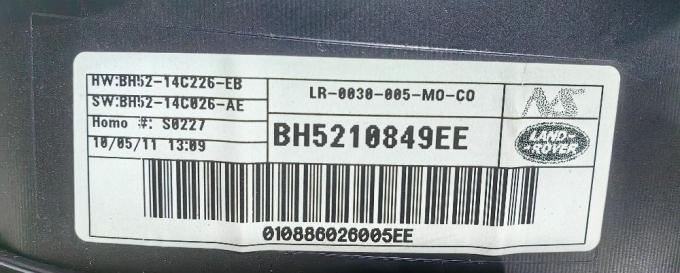 HW:BH52-14C226-EB
SW:BH52-14C026-AE
Homo #: S0227
10/05/11 13:09
LR-0030-005-MO-CO
BH5210849EE
LAND-
ROVER
010886026005EE